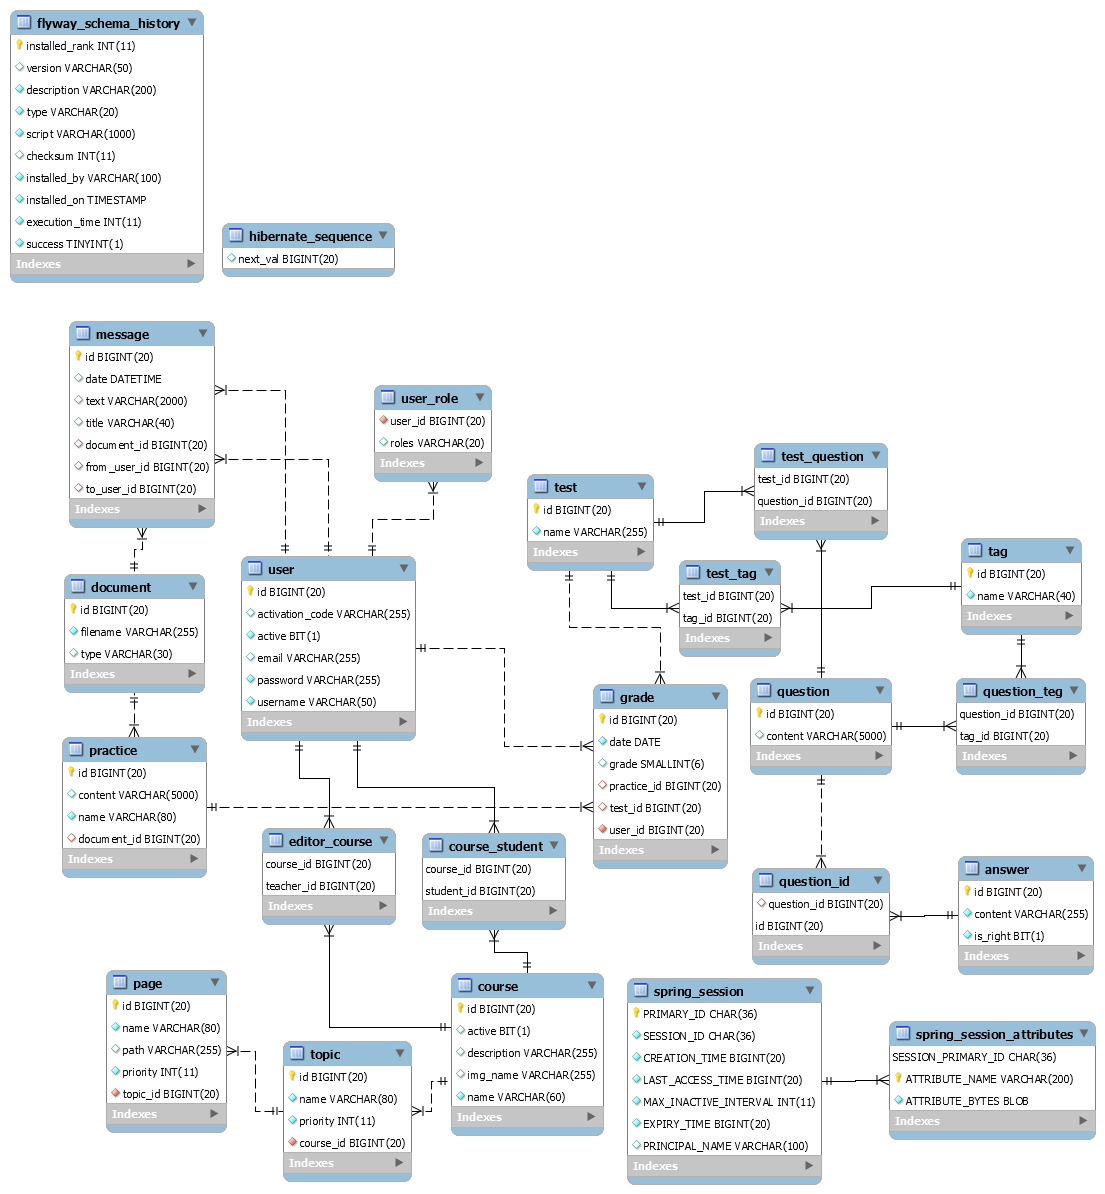 flyway_schema_history
installed_rank INT(11)
version VARCHAR(50)
description VARCHAR(200)
type VARCHAR(20)
script VARCHAR(1000)
checksum INT(11)
installed_by VARCHAR(100)
installed_on TIMESTAMP
execution_time INT(11)
success TINYINT(1)
Indexes
hibernate_sequence
next_val BIGINT(20)
message
id BIGINT(20)
date DATETIME
text VARCHAR(2000)
title VARCHAR(40)
document_id BIGINT(20)
from_user_id BIGINT(20)
to_user_id BIGINT(20)
Indexes
user_role
user_id BIGINT(20)
roles VARCHAR(20)
Indexes
test
id BIGINT(20)
name VARCHAR(255)
Indexes
test_question
test_id BIGINT(20)
question_id BIGINT(20)
Indexes
document
id BIGINT(20)
filename VARCHAR(255)
type VARCHAR(30)
Indexes
user
id BIGINT(20)
activation_code VARCHAR(255)
active BIT(1)
email VARCHAR(255)
password VARCHAR(255)
username VARCHAR(50)
Indexes
test_tag
test_id BIGINT(20)
tag_id BIGINT(20)
Indexes
tag
id BIGINT(20)
name VARCHAR(40)
Indexes
practice
id BIGINT(20)
content VARCHAR(5000)
name VARCHAR(80)
document_id BIGINT(20)
Indexes
grade
id BIGINT(20)
date DATE
grade SMALLINT(6)
practice_id BIGINT(20)
test_id BIGINT(20)
user_id BIGINT(20)
Indexes
question
id BIGINT(20)
content VARCHAR(5000)
Indexes
question_teg
question_id BIGINT(20)
tag_id BIGINT(20)
Indexes
editor_course
course_id BIGINT(20)
teacher_id BIGINT(20)
Indexes
course_student
course_id BIGINT(20)
student_id BIGINT(20)
Indexes
question_id
question_id BIGINT(20)
id BIGINT(20)
Indexes
answer
id BIGINT(20)
content VARCHAR(255)
is_right BIT(1)
Indexes
page
id BIGINT(20)
name VARCHAR(80)
path VARCHAR(255)
priority INT(11)
topic_id BIGINT(20)
Indexes
topic
id BIGINT(20)
name VARCHAR(80)
priority INT(11)
course_id BIGINT(20)
Indexes
course
id BIGINT(20)
active BIT(1)
description VARCHAR(255)
img_name VARCHAR(255)
name VARCHAR(60)
Indexes
spring_session
PRIMARY_ID CHAR(36)
SESSION_ID CHAR(36)
CREATION_TIME BIGINT(20)
LAST_ACCESS_TIME BIGINT(20)
MAX_INACTIVE_INTERVAL INT(11)
EXPIRY_TIME BIGINT(20)
PRINCIPAL_NAME VARCHAR(100)
Indexes
spring_session_attributes
SESSION_PRIMARY_ID CHAR(36)
ATTRIBUTE_NAME VARCHAR(200)
ATTRIBUTE_BYTES BLOB
Indexes